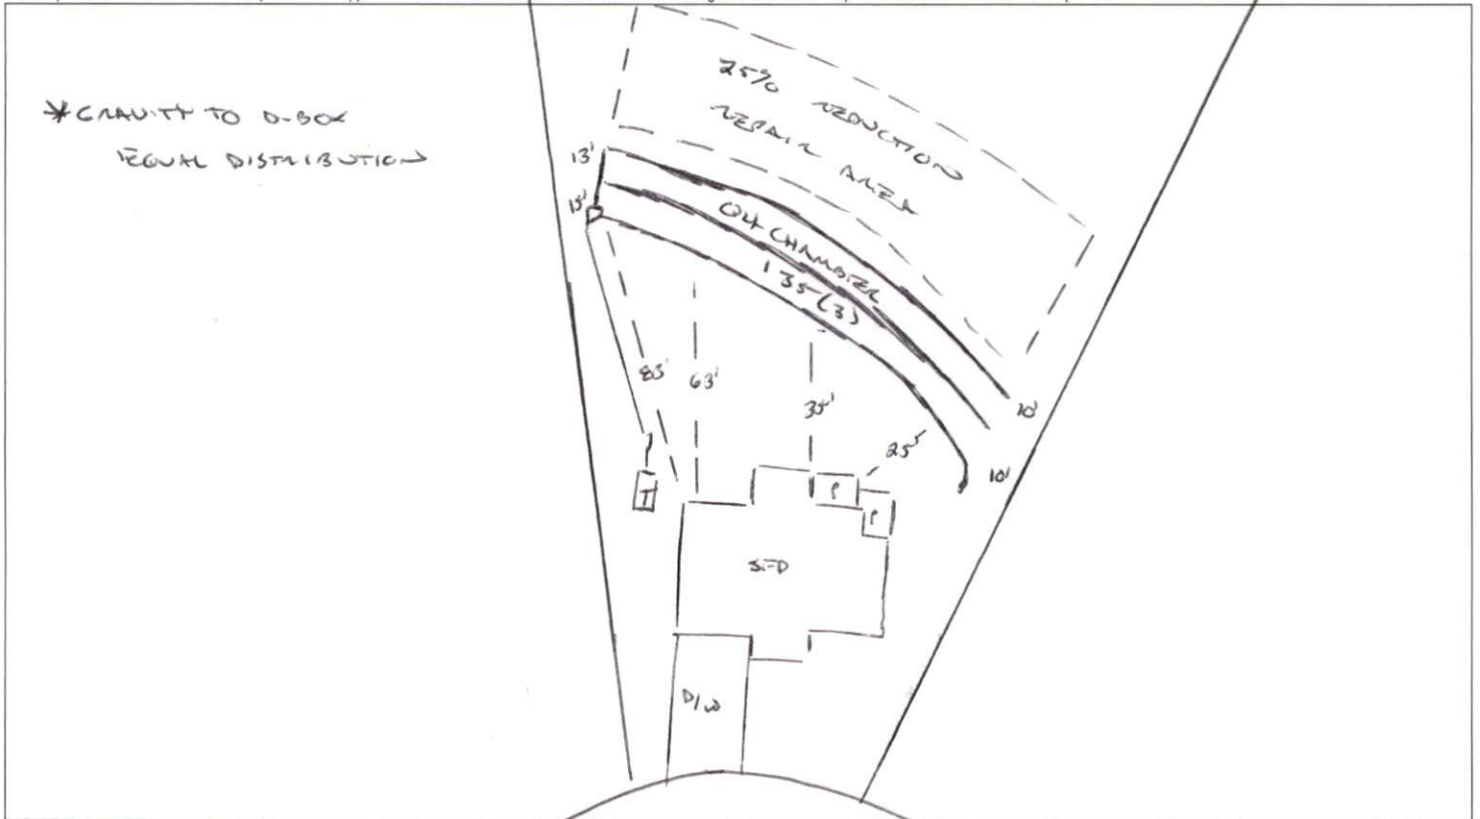 *GRAVITY TO D-BOX
EQUAL DISTRIBUTION
25% REDUCTION
REPAIR AREA
13'
15'
Q4 CHAMBER
135(3)
83'
63'
35'
25'
10'
10'
T
P
P
SFD
D/W